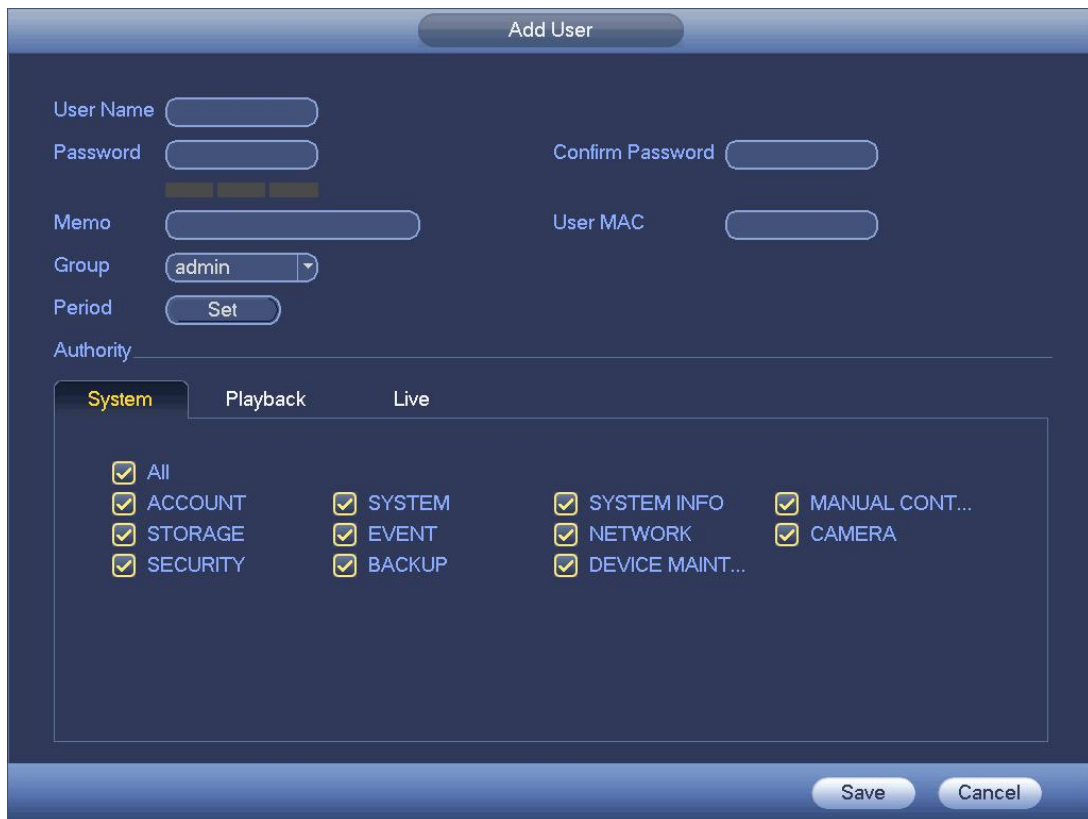 Add User
User Name
Password Confirm Password
Memo User MAC
Group admin
Period Set
Authority
System Playback Live
All
ACCOUNT SYSTEM SYSTEM INFO MANUAL CONT...
STORAGE EVENT NETWORK CAMERA
SECURITY BACKUP DEVICE MAINT...
Save Cancel